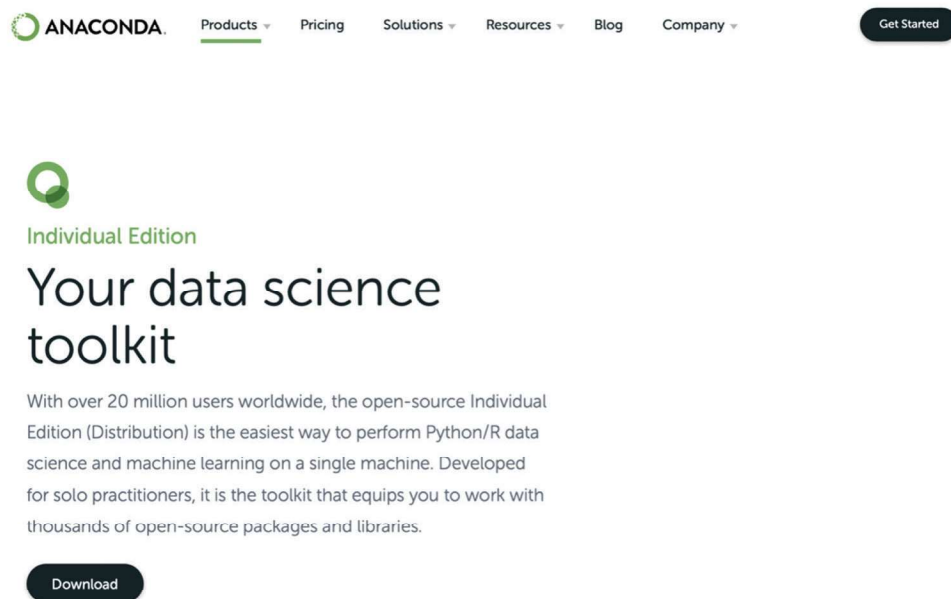 ANACONDA.
Products Pricing Solutions Resources Blog Company Get Started
Individual Edition
Your data science
toolkit
With over 20 million users worldwide, the open-source Individual
Edition (Distribution) is the easiest way to perform Python/R data
science and machine learning on a single machine. Developed
for solo practitioners, it is the toolkit that equips you to work with
thousands of open-source packages and libraries.
Download